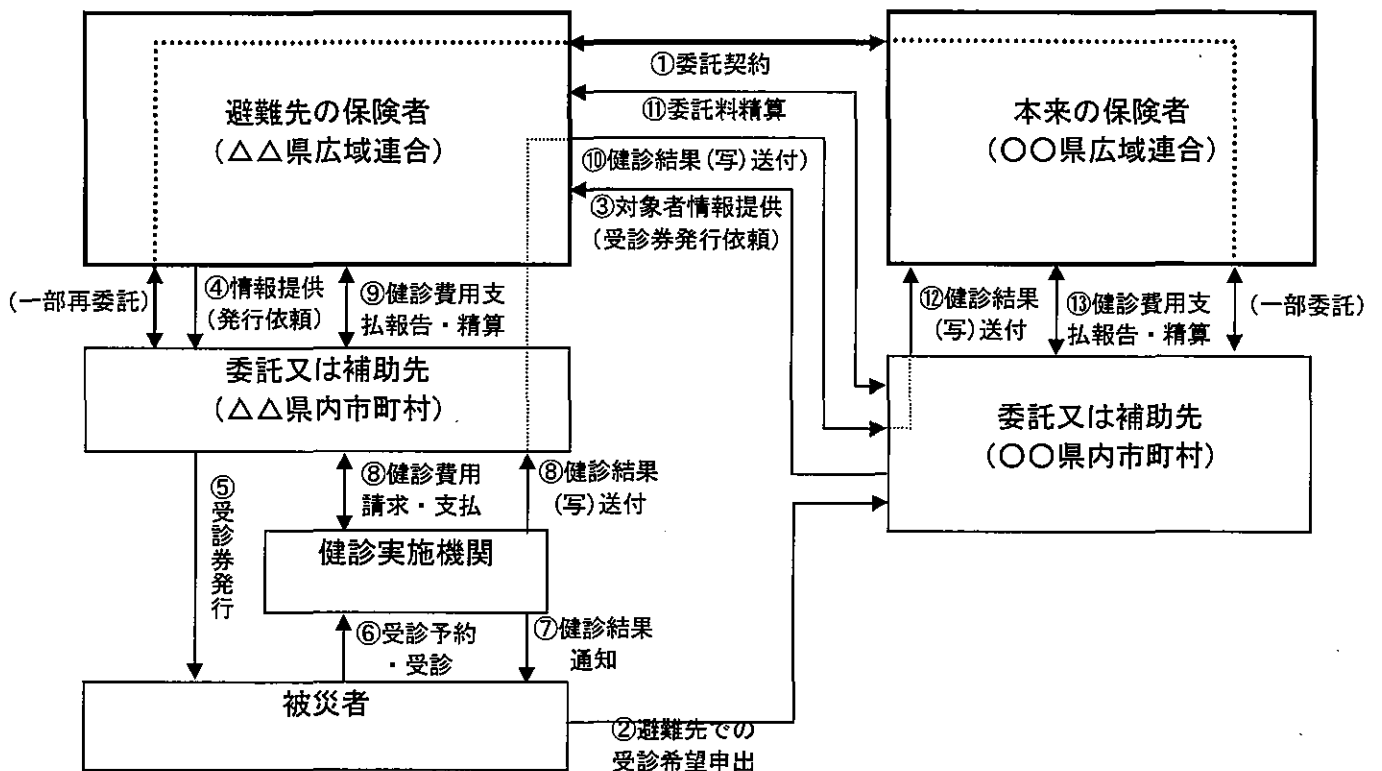 ①委託契約
避難先の保険者
(△△県広域連合)
本来の保険者
(〇〇県広域連合)
⑪委託料精算
⑩健診結果(写)送付)
③対象者情報提供
(受診券発行依頼)
(一部再委託)
④情報提供
(発行依頼)
⑨健診費用支
払報告・精算
⑫健診結果
(写)送付
⑬健診費用支
払報告・精算
(一部委託)
委託又は補助先
(△△県内市町村)
委託又は補助先
(〇〇県内市町村)
⑤受診券発行
⑧健診費用
請求・支払
⑧健診結果
(写)送付
健診実施機関
⑥受診予約
・受診
⑦健診結果
通知
被災者
②避難先での
受診希望申出